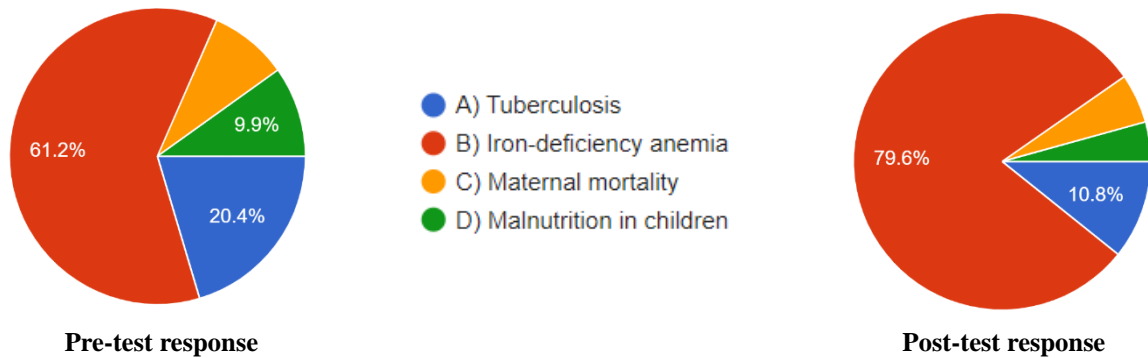 61.2%
9.9%
20.4%
A) Tuberculosis
B) Iron-deficiency anemia
C) Maternal mortality
D) Malnutrition in children
79.6%
10.8%
Pre-test response
Post-test response